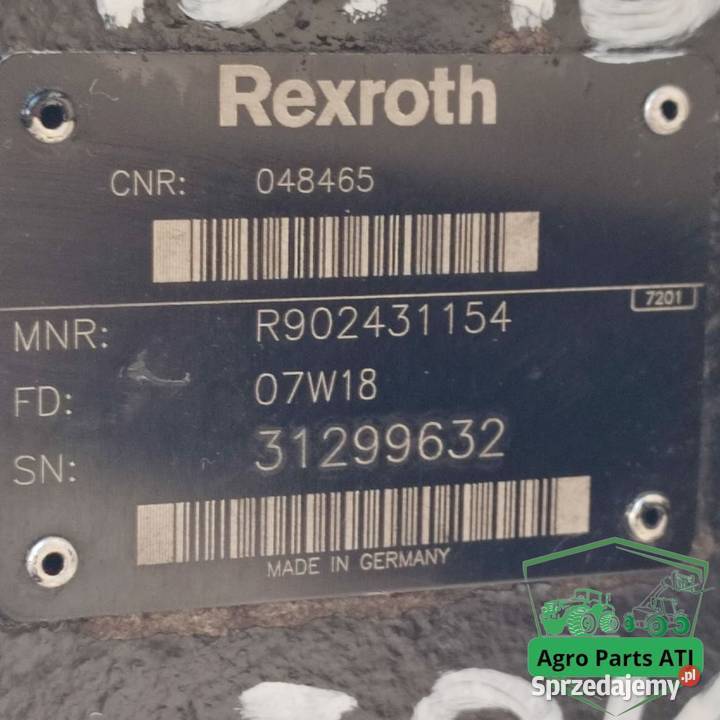 Rexroth
CNR: 048465
7201
MNR: R902431154
FD: 07W18
SN: 31299632
MADE IN GERMANY
Agro Parts ATI
Sprzedajemy.pl